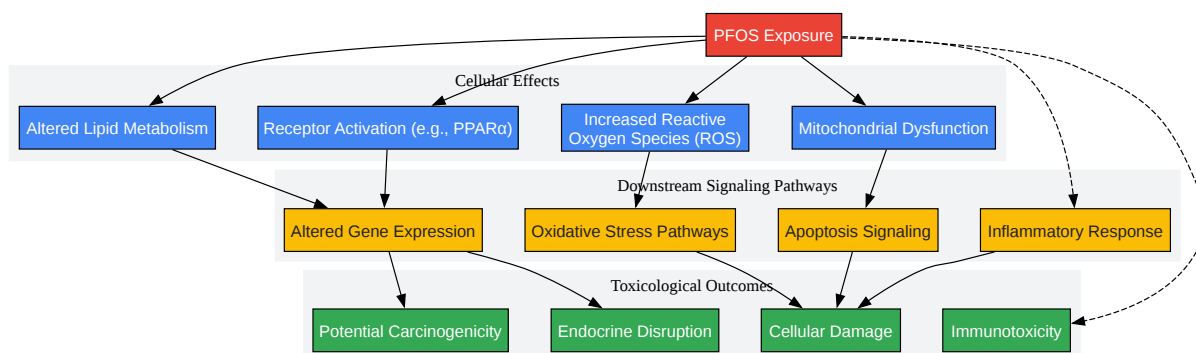 PFOS Exposure
Cellular Effects
Altered Lipid Metabolism
Receptor Activation (e.g., PPARα)
Increased Reactive
Oxygen Species (ROS)
Mitochondrial Dysfunction
Downstream Signaling Pathways
Altered Gene Expression
Oxidative Stress Pathways
Apoptosis Signaling
Inflammatory Response
Toxicological Outcomes
Potential Carcinogenicity
Endocrine Disruption
Cellular Damage
Immunotoxicity